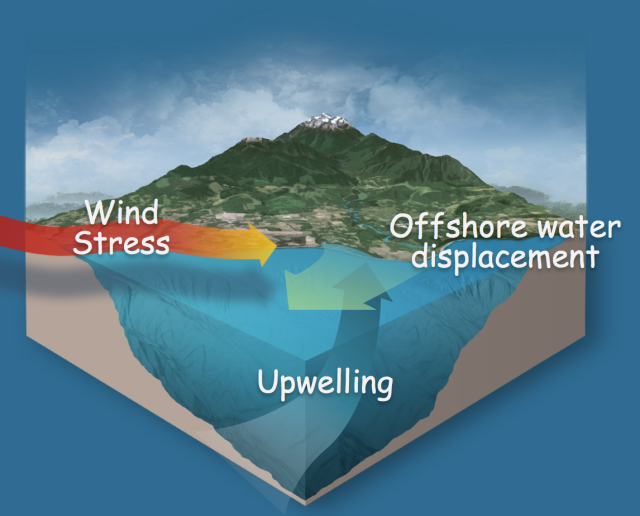 Wind
Stress
Offshore water
displacement
Upwelling